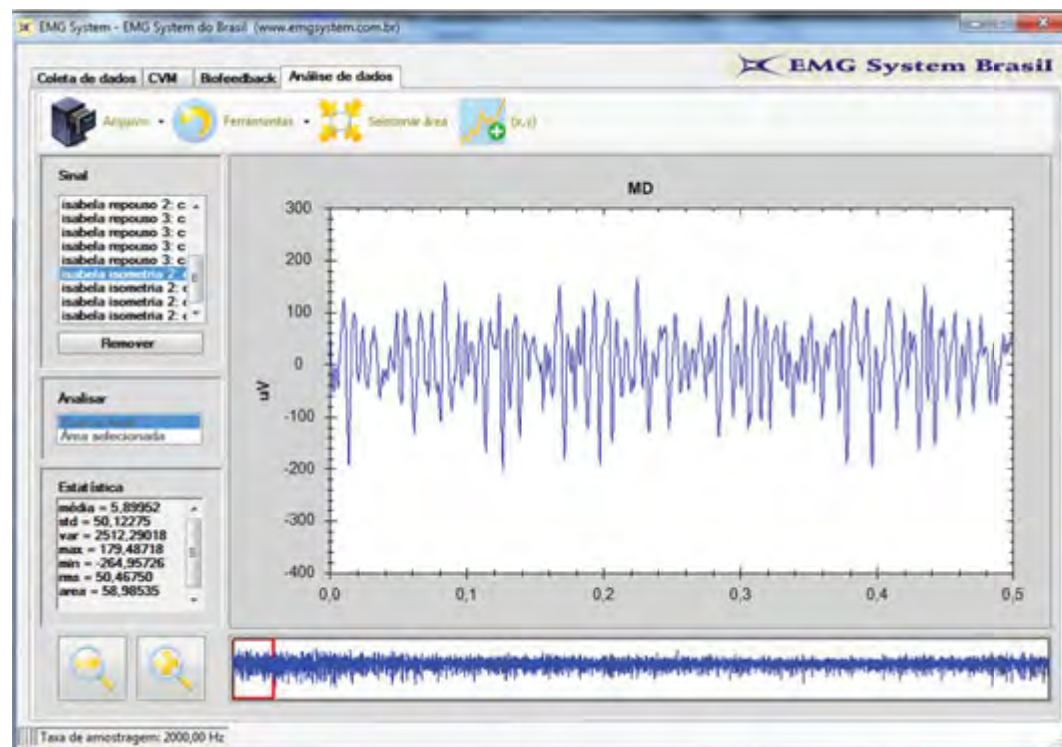 EMG System - EMG System do Brasil (www.emgsystem.com.br)
EMG System Brasil
Coleta de dados CVM Biofeedback Análise de dados
Arquivo Ferramentas Selecionar área (x,y)
Sinal
isabela repouso 2: c
isabela repouso 3: c
isabela repouso 3: c
isabela repouso 3: c
isabela repouso 3: c
isabela isometria 2: c
isabela isometria 2: c
isabela isometria 2: c
isabela isometria 2: c
Remover
Analisar
Área selecionada
Estatística
média = 5,89952
std = 50,12275
var = 2512,29018
max = 179,48718
min = -264,95726
rms = 50,46750
area = 58,98535
MD
300
200
100
0
-100
-200
-300
-400
uV
0,0 0,1 0,2 0,3 0,4 0,5
Taxa de amostragem: 2000,00 Hz